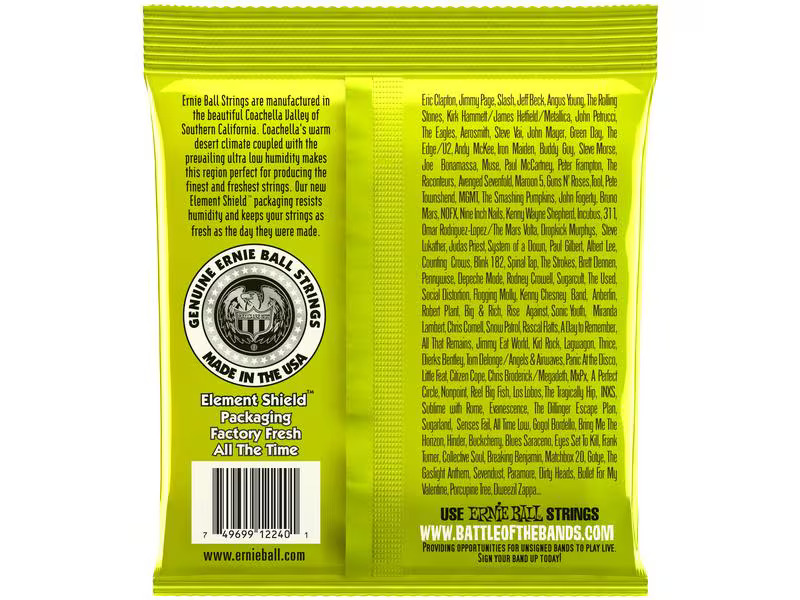 Ernie Ball Strings are manufactured in
the beautiful Coachella Valley of
Southern California. Coachella's warm
desert climate coupled with the
prevailing ultra low humidity makes
this region perfect for producing the
finest and freshest strings. Our new
Element Shield™ packaging resists
humidity and keeps your strings as
fresh as the day they were made.
GENUINE ERNIE BALL STRINGS
MADE IN THE USA
Element Shield™
Packaging
Factory Fresh
All The Time
7 49699 12240 1
www.ernieball.com
Eric Clapton, Jimmy Page, Slash, Jeff Beck, Angus Young, The Rolling
Stones, Kirk Hammett/James Hetfield/Metallica, John Petrucci,
The Eagles, Aerosmith, Steve Vai, John Mayer, Green Day, The
Edge/U2, Andy McKee, Iron Maiden, Buddy Guy, Steve Morse,
Joe Bonamassa, Muse, Paul McCartney, Peter Frampton, The
Raconteurs, Avenged Sevenfold, Maroon 5, Guns N' Roses, Tool, Pete
Townshend, MGMT, The Smashing Pumpkins, John Fogerty, Bruno
Mars, NOFX, Nine Inch Nails, Kenny Wayne Shepherd, Incubus, 311,
Omar Rodriguez-Lopez/The Mars Volta, Dropkick Murphys, Steve
Lukather, Judas Priest, System of a Down, Paul Gilbert, Albert Lee,
Counting Crows, Blink 182, Spinal Tap, The Strokes, Brett Dennen,
Pennywise, Depeche Mode, Rodney Crowell, Sugarcult, The Used,
Social Distortion, Flogging Molly, Kenny Chesney Band, Anberlin,
Robert Plant, Big & Rich, Rise Against, Sonic Youth, Miranda
Lambert, Chris Cornell, Snow Patrol, Rascal Flatts, A Day to Remember,
All That Remains, Jimmy Eat World, Kid Rock, Lagwagon, Thrice,
Dierks Bentley, Tom Delonge/Angels & Airwaves, Panic At the Disco,
Little Feat, Citizen Cope, Chris Broderick/Megadeth, MxPx, A Perfect
Circle, Nonpoint, Reel Big Fish, Los Lobos, The Tragically Hip, INXS,
Sublime with Rome, Evanescence, The Dillinger Escape Plan,
Sugarland, Senses Fail, All Time Low, Gogol Bordello, Bring Me The
Horizon, Hinder, Buckcherry, Blues Saraceno, Eyes Set To Kill, Frank
Turner, Collective Soul, Breaking Benjamin, Matchbox 20, Gotye, The
Gaslight Anthem, Sevendust, Paramore, Dirty Heads, Bullet For My
Valentine, Porcupine Tree, Dweezil Zappa...
USE ERNIE BALL STRINGS
WWW.BATTLEOFTHEBANDS.COM
PROVIDING OPPORTUNITIES FOR UNSIGNED BANDS TO PLAY LIVE.
SIGN YOUR BAND UP TODAY!